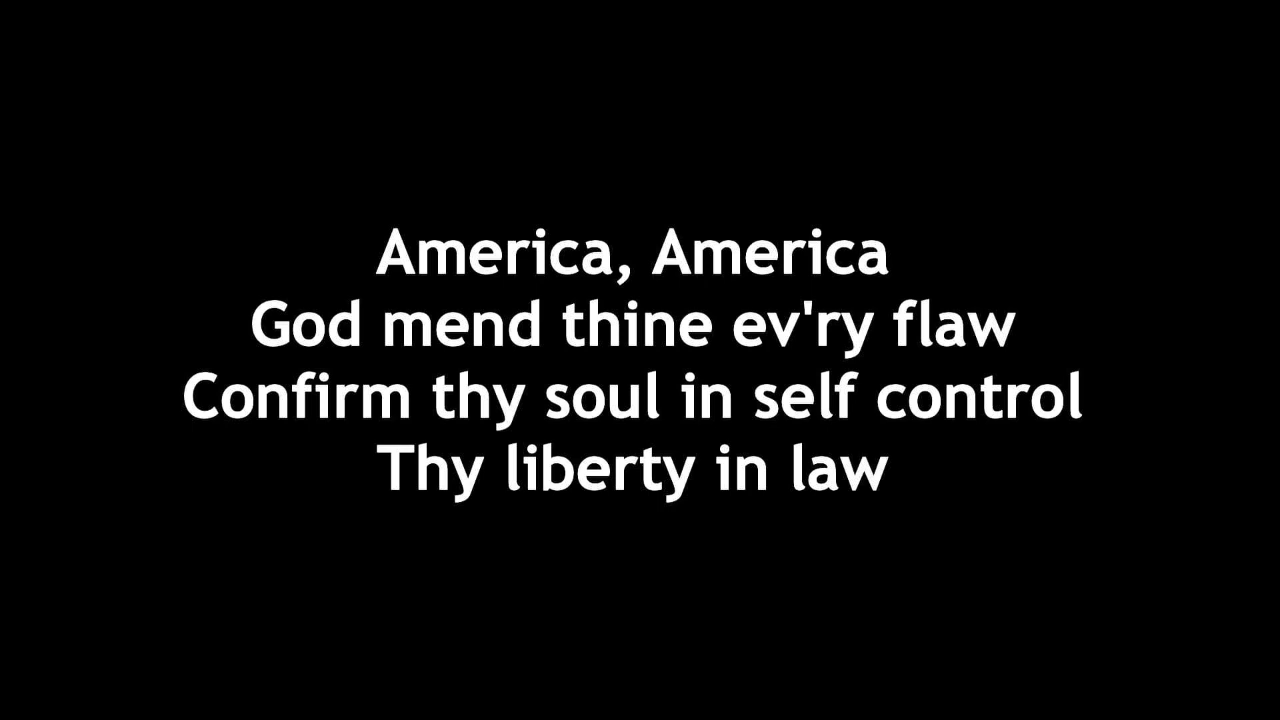 America, America
God mend thine ev'ry flaw
Confirm thy soul in self control
Thy liberty in law